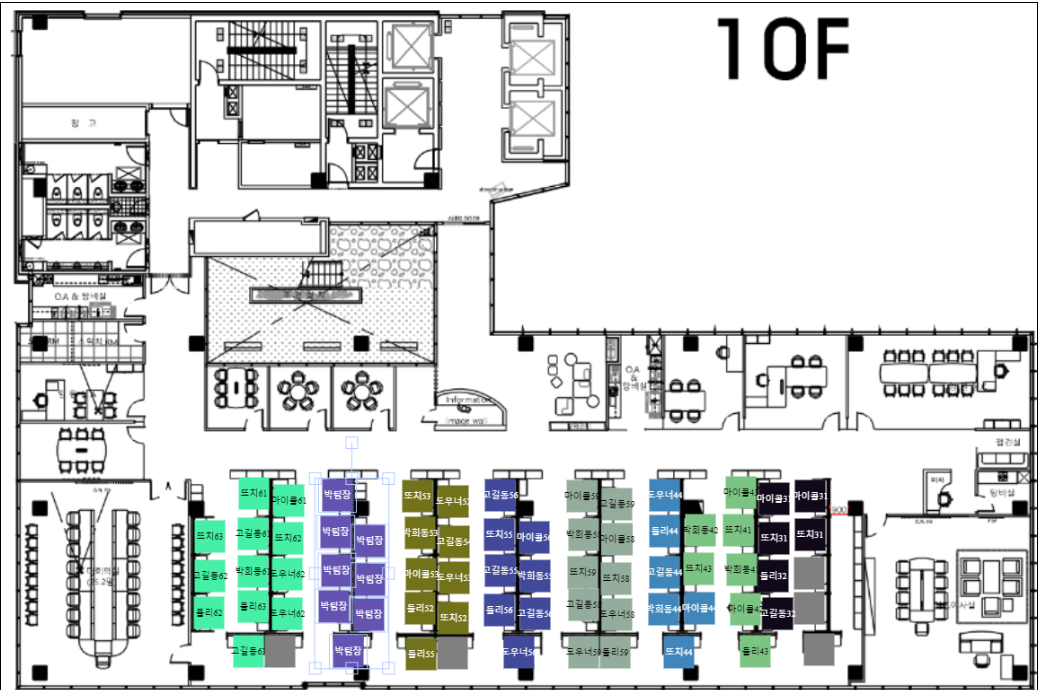 10F
창 고
AUTO DOOR
O.A & 탕비실
O.A
&
탕비실
Information
Image wall
탕비실
900
또치61
마이콜61
박팀장
또치53
도우너52
고길동56
고길동59
도우너44
마이콜31
또치63
고길동61
또치62
박팀장
박팀장
박희동53
고길동54
또치55
마이콜56
박희동58
마이콜58
둘리44
박희동42
또치41
마이콜32
또치31
또치31
고길동62
박희동61
도우너62
박팀장
박팀장
마이콜53
도우너53
고길동55
박희동55
또치59
또치58
고길동44
또치43
박희동41
둘리32
둘리62
둘리63
도우너62
박팀장
박팀장
둘리52
또치52
둘리56
고길동56
고길동58
도우너58
박희동44
마이콜44
마이콜42
고길동32
고길동63
박팀장
둘리55
도우너56
도우너59
둘리59
또치44
둘리43